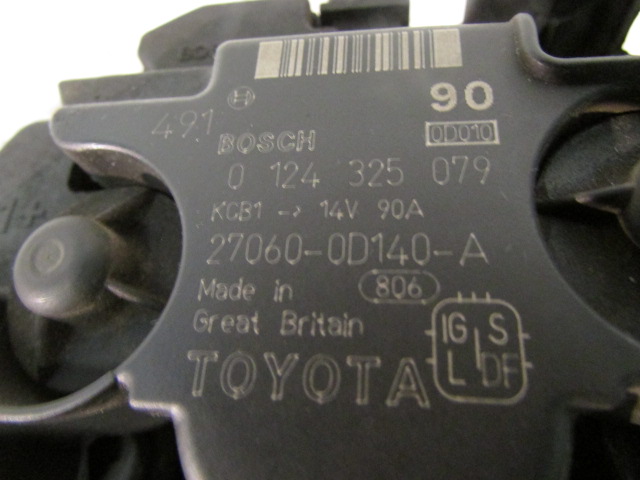 90
491
BOSCH 0D010
0 124 325 079
KCB1 -> 14V 90A
27060-0D140-A
Made in 806
Great Britain
TOYOTA
IG S
L DF